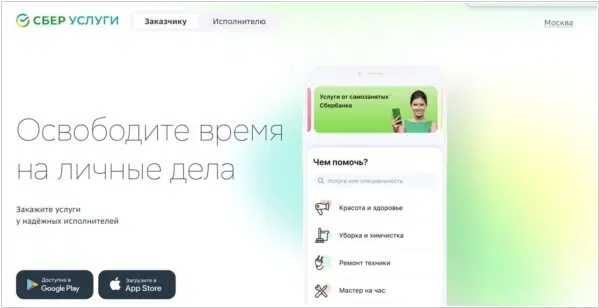 СБЕР УСЛУГИ
Заказчику
Исполнителю
Москва
Освободите время
на личные дела
Закажите услуги
у надёжных исполнителей
Доступно в
Google Play
Загрузите в
App Store
Услуги от самозанятых
Сбербанка
Чем помочь?
Услуга или специальность
Красота и здоровье
Уборка и химчистка
Ремонт техники
Мастер на час